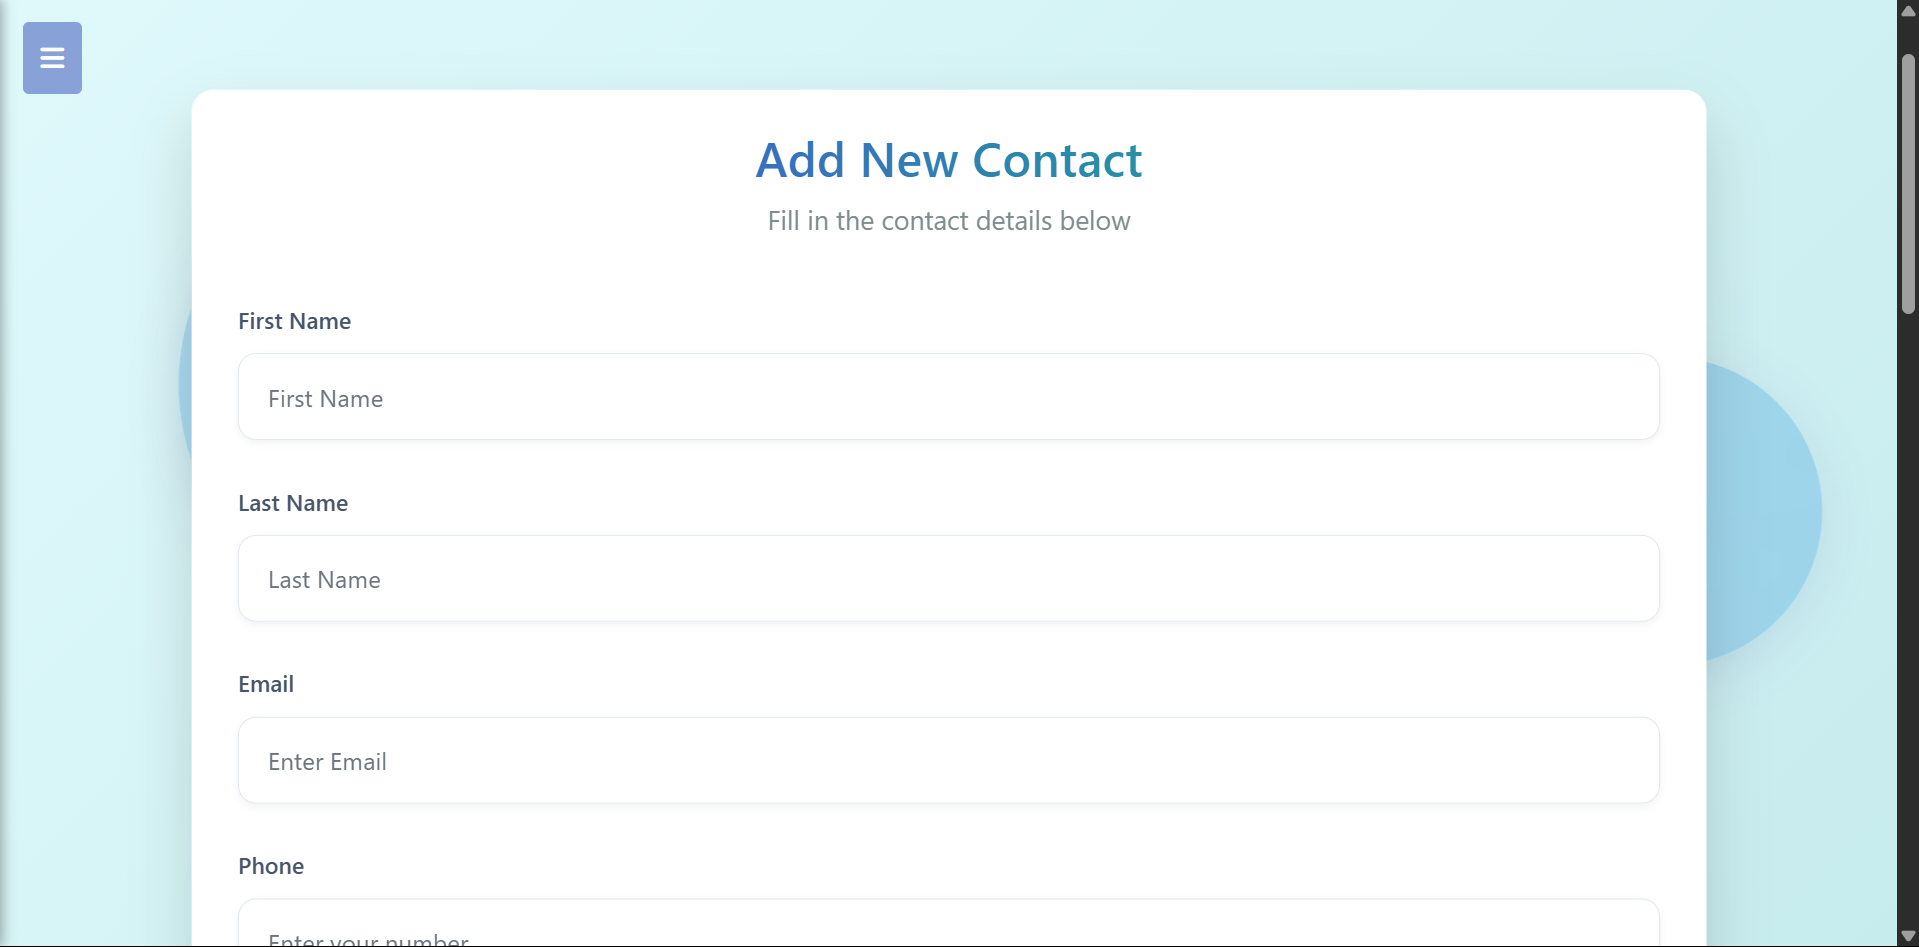 Add New Contact
Fill in the contact details below
First Name
First Name
Last Name
Last Name
Email
Enter Email
Phone
Enter your number